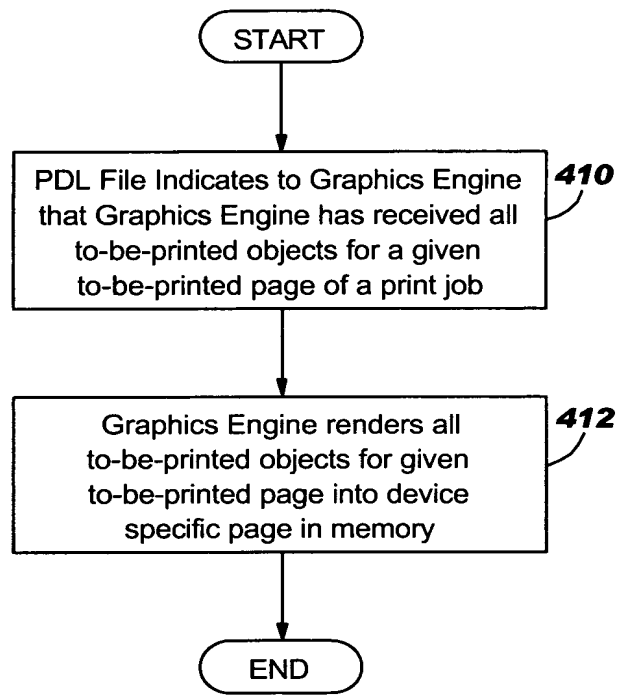 START
PDL File Indicates to Graphics Engine
that Graphics Engine has received all
to-be-printed objects for a given
to-be-printed page of a print job
410
Graphics Engine renders all
to-be-printed objects for given
to-be-printed page into device
specific page in memory
412
END